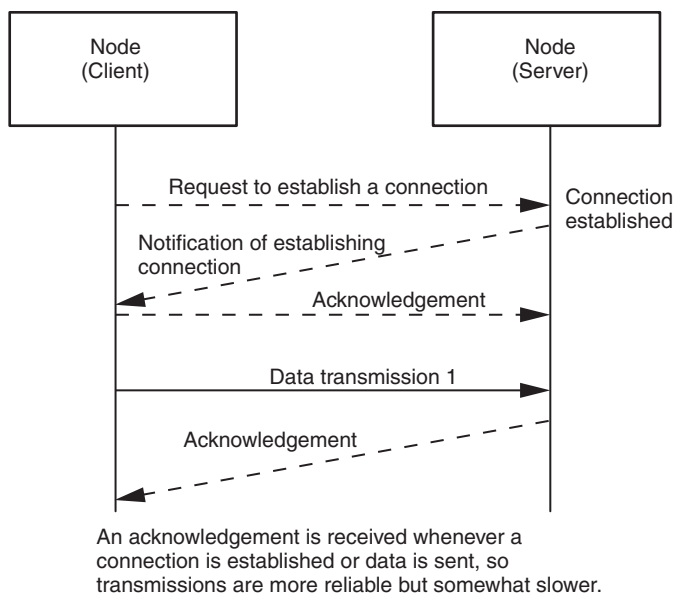 Node
(Client)
Node
(Server)
Request to establish a connection
Connection
established
Notification of establishing
connection
Acknowledgement
Data transmission 1
Acknowledgement
An acknowledgement is received whenever a
connection is established or data is sent, so
transmissions are more reliable but somewhat slower.